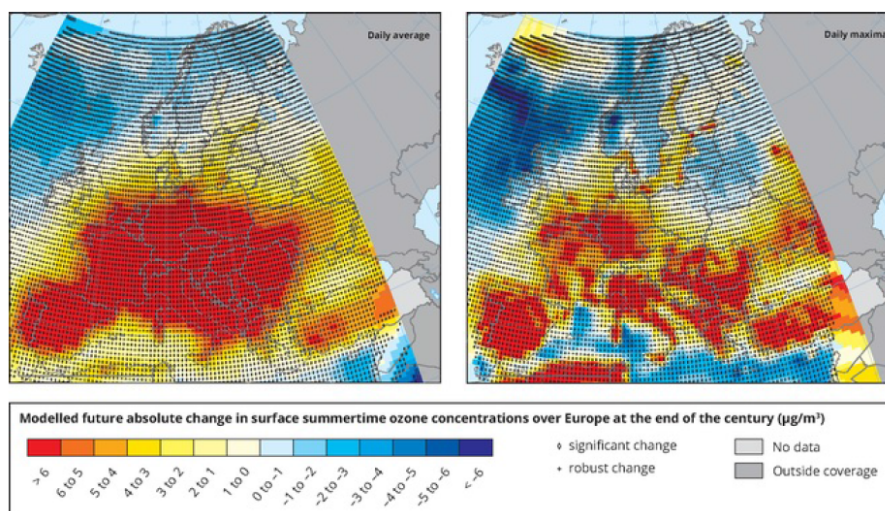 Daily average
Daily maxima
Modelled future absolute change in surface summertime ozone concentrations over Europe at the end of the century (µg/m³)
> 6
6 to 5
5 to 4
4 to 3
3 to 2
2 to 1
1 to 0
0 to −1
−1 to −2
−2 to −3
−3 to −4
−4 to −5
−5 to −6
< −6
◊ significant change
+ robust change
No data
Outside coverage